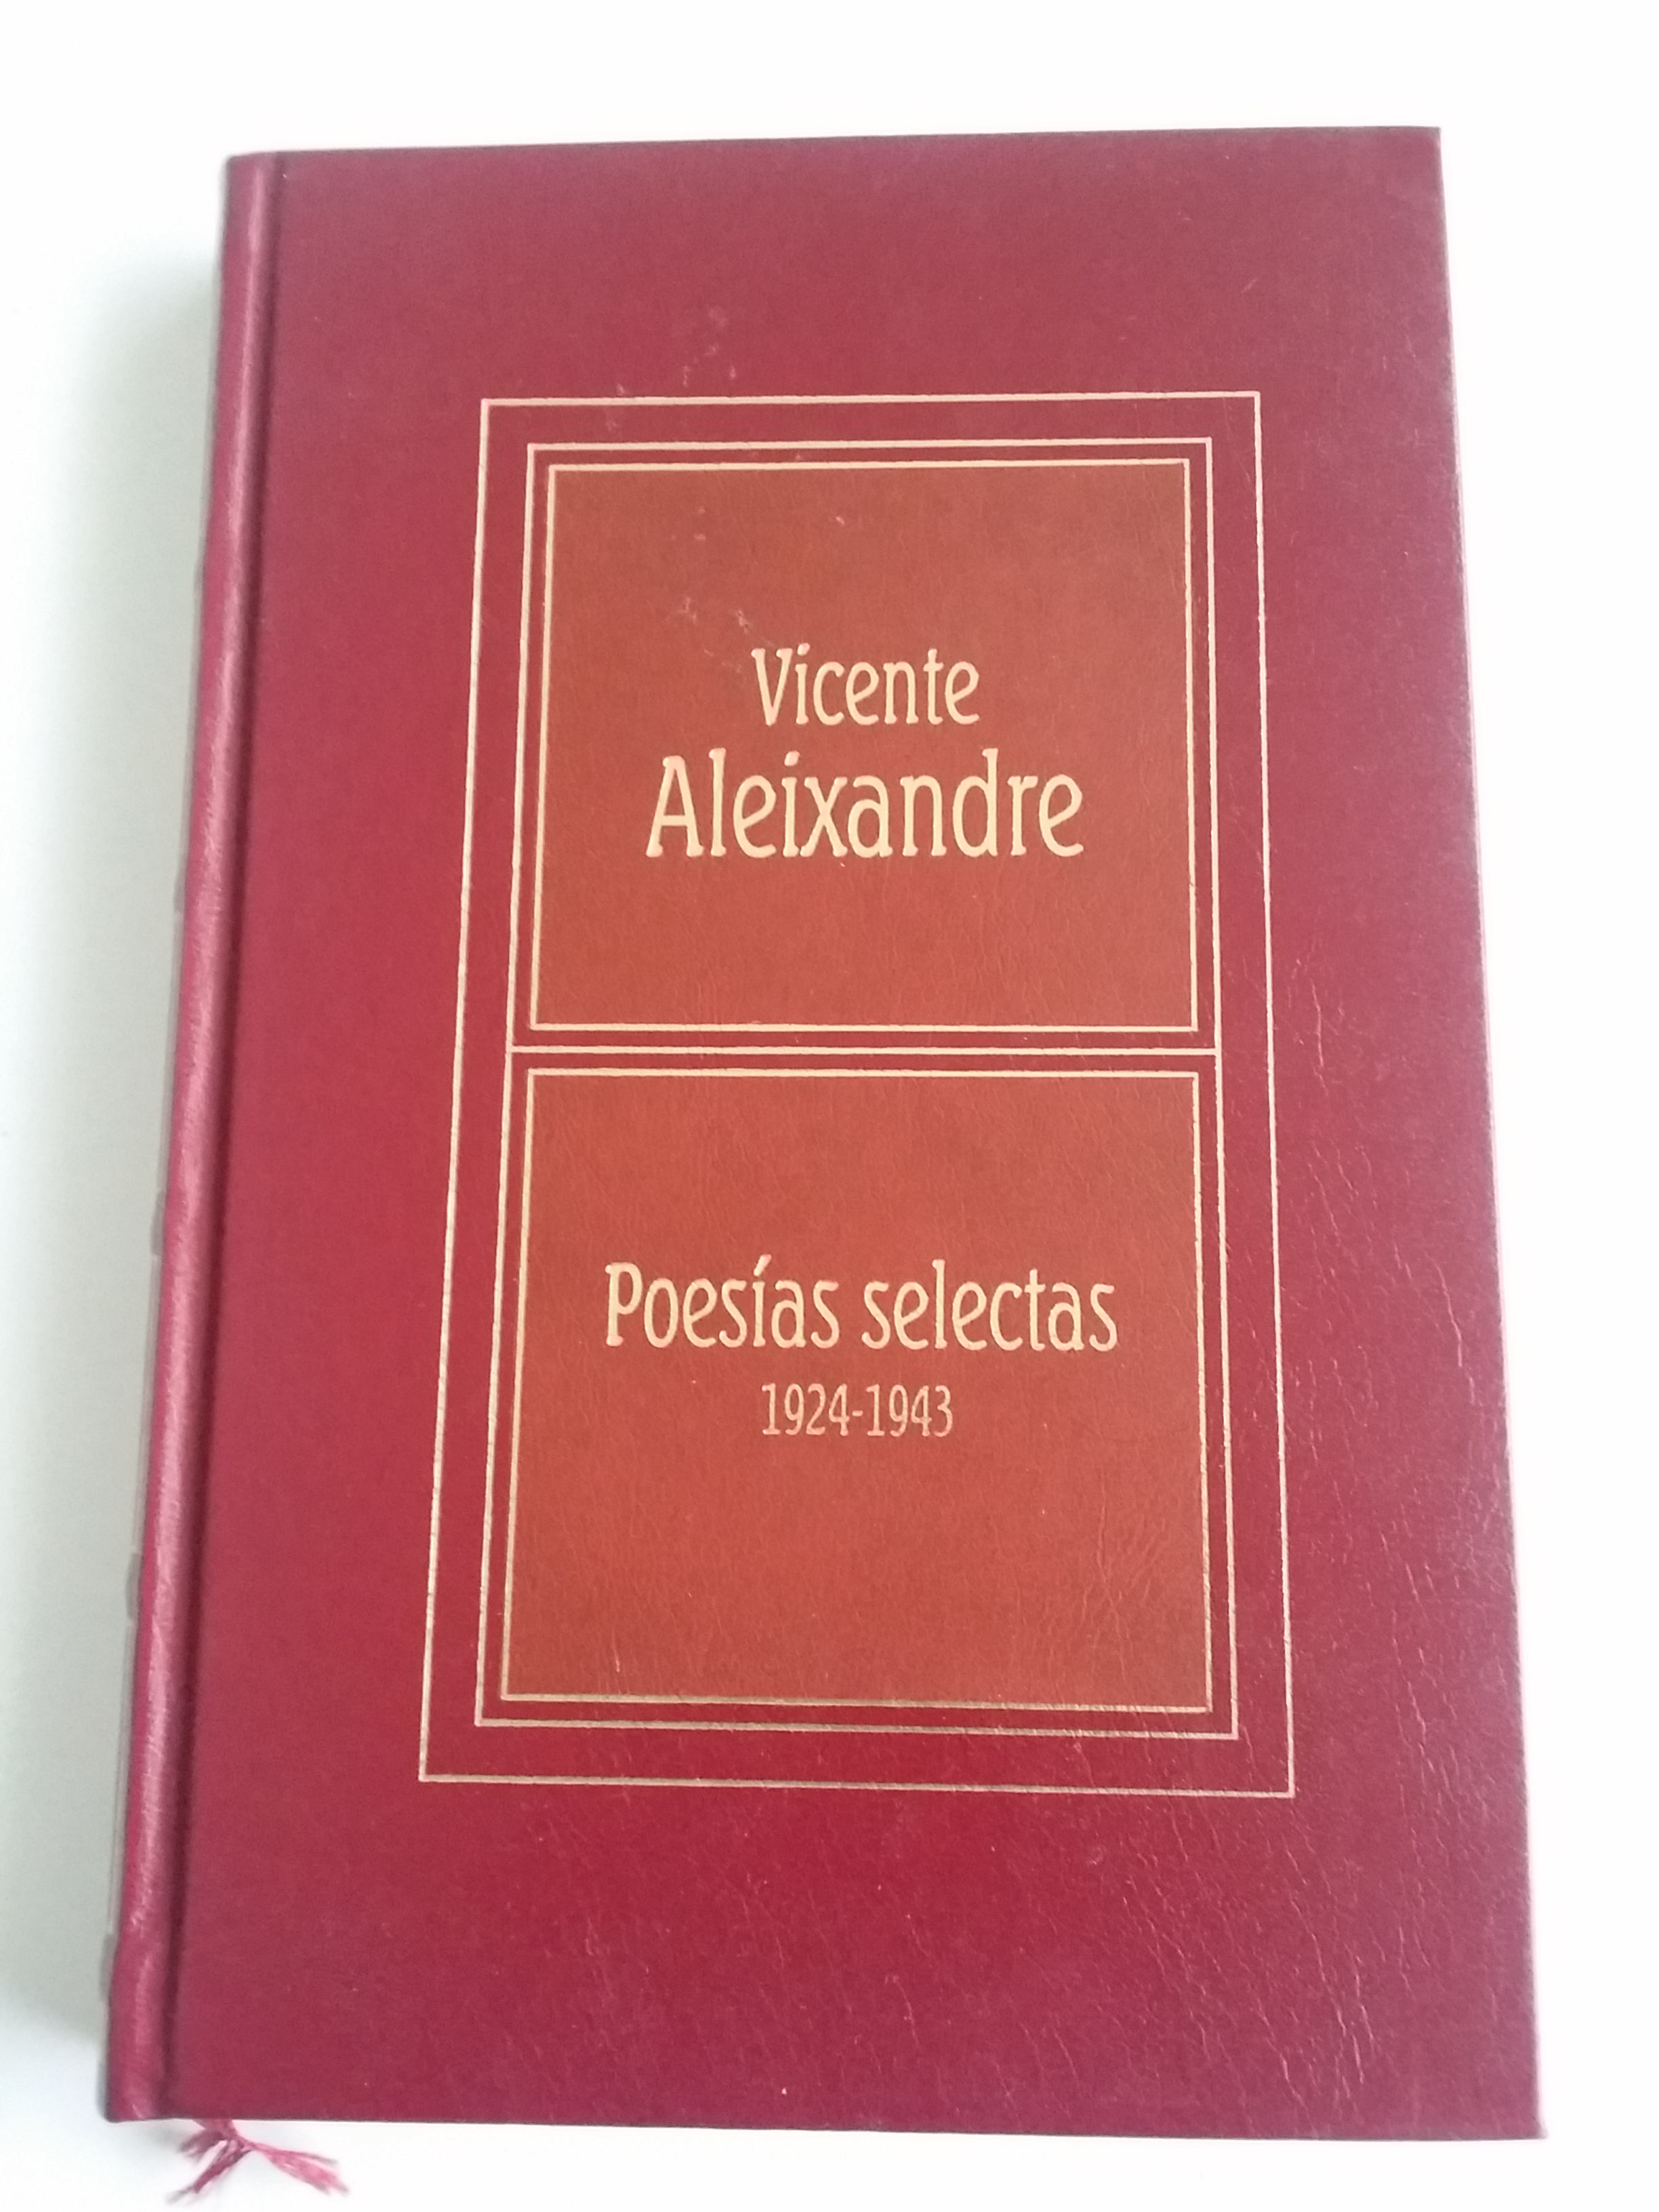 Vicente
Aleixandre
Poesías selectas
1924-1943